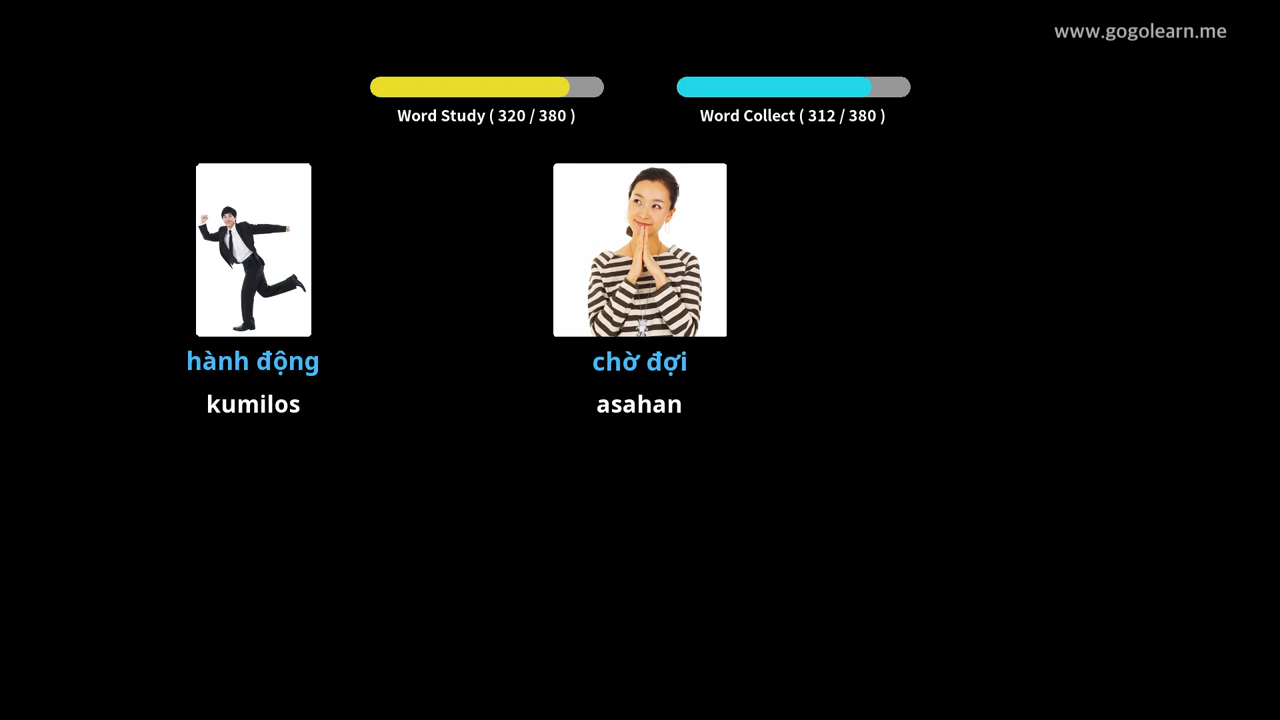 www.gogolearn.me
Word Study ( 320 / 380 )
Word Collect ( 312 / 380 )
hành động
kumilos
chờ đợi
asahan